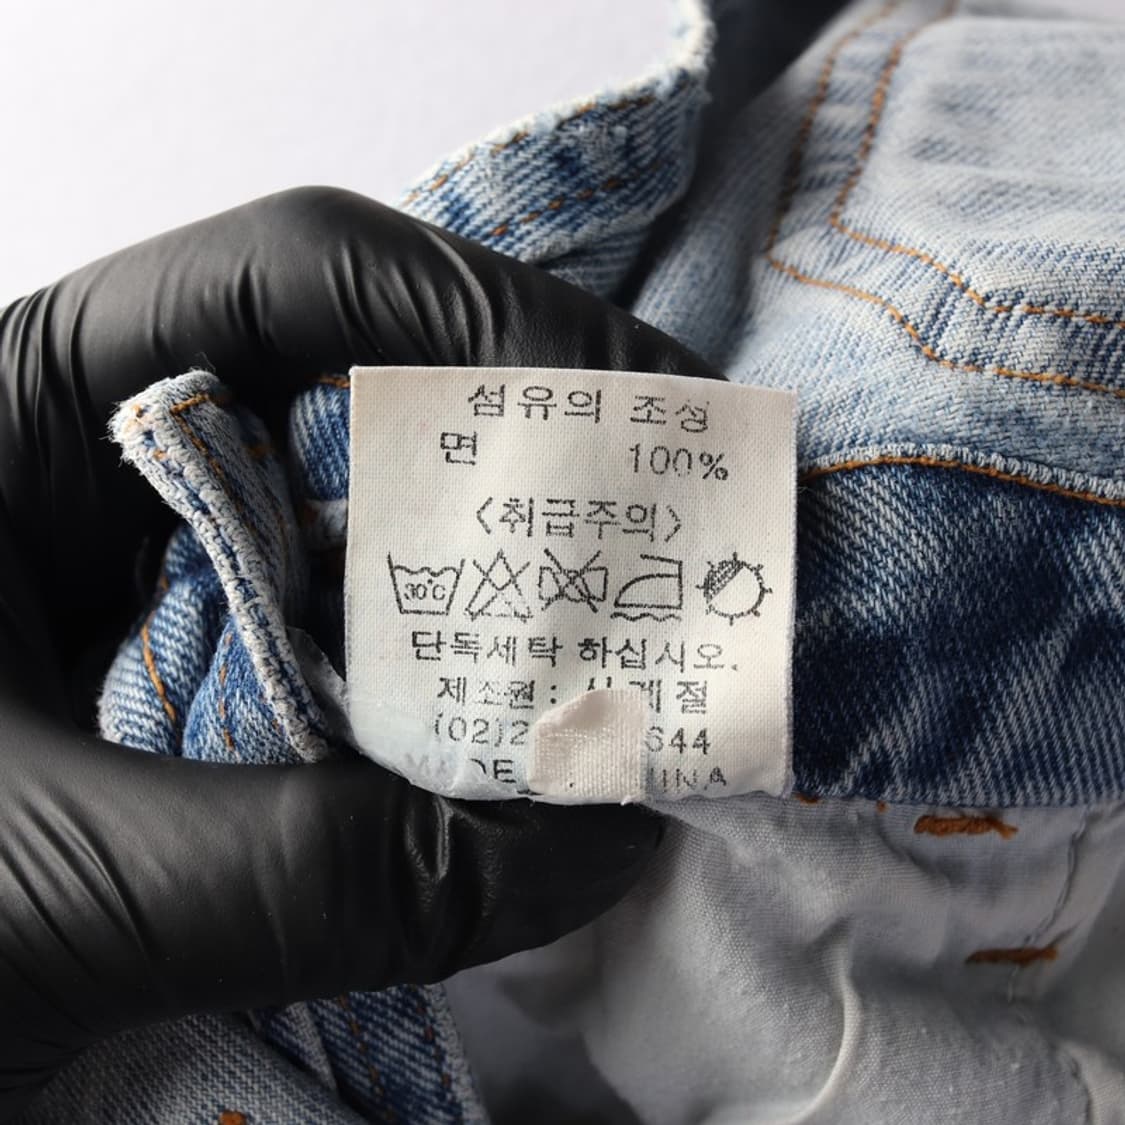 섬유의 조성
면 100%
<취급주의>
30°C
단독세탁 하십시오.
제조원:
(02)2 644
MADE